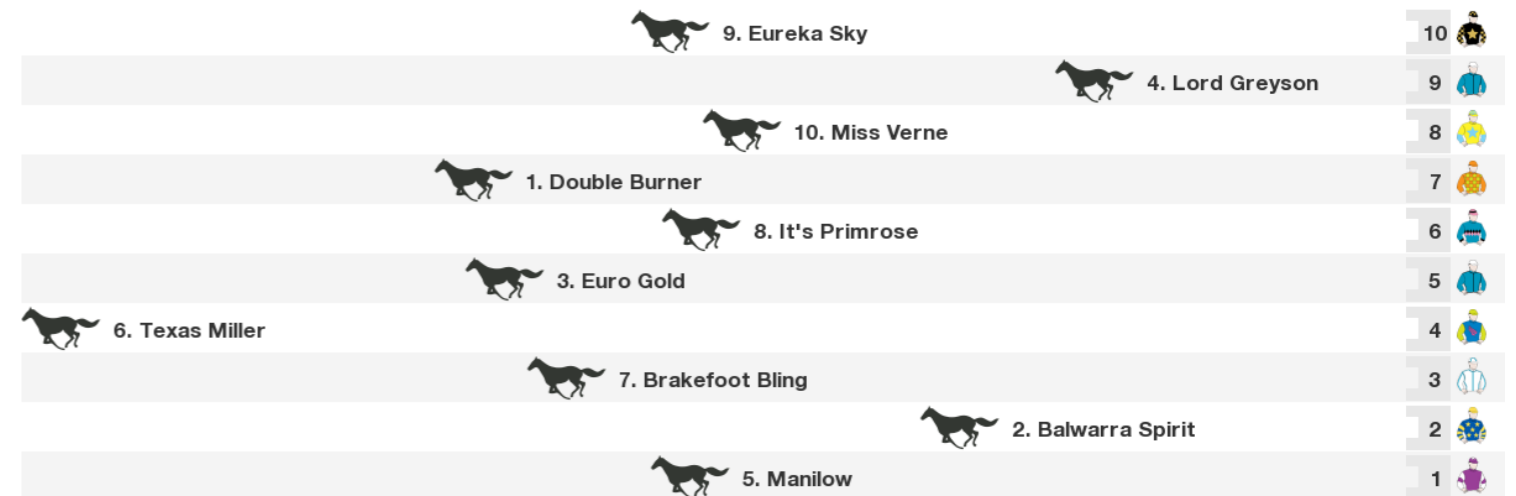 9. Eureka Sky 10
4. Lord Greyson 9
10. Miss Verne 8
1. Double Burner 7
8. It's Primrose 6
3. Euro Gold 5
6. Texas Miller 4
7. Brakefoot Bling 3
2. Balwarra Spirit 2
5. Manilow 1